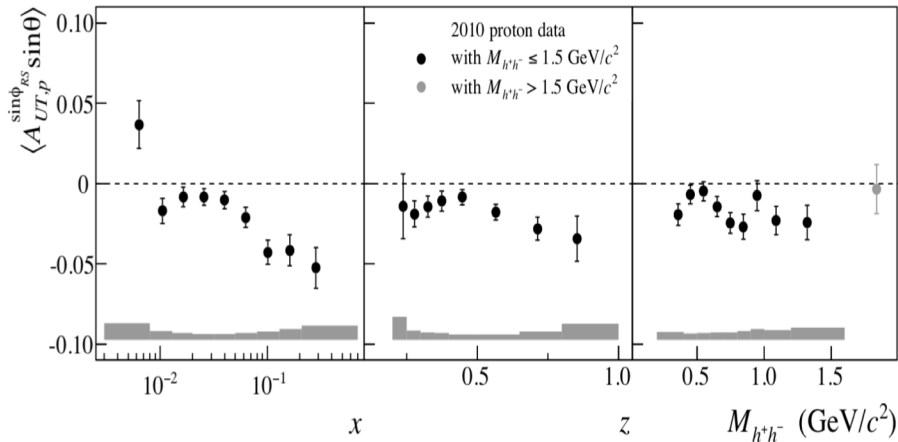 ⟨A^{sinϕ_{RS}}_{UT,p} sinθ⟩
0.10
0.05
0
-0.05
-0.10
2010 proton data
with M_{h⁺h⁻} ≤ 1.5 GeV/c²
with M_{h⁺h⁻} > 1.5 GeV/c²
10⁻² 10⁻¹
0.5 1.0
0.5 1.0 1.5
x
z
M_{h⁺h⁻} (GeV/c²)